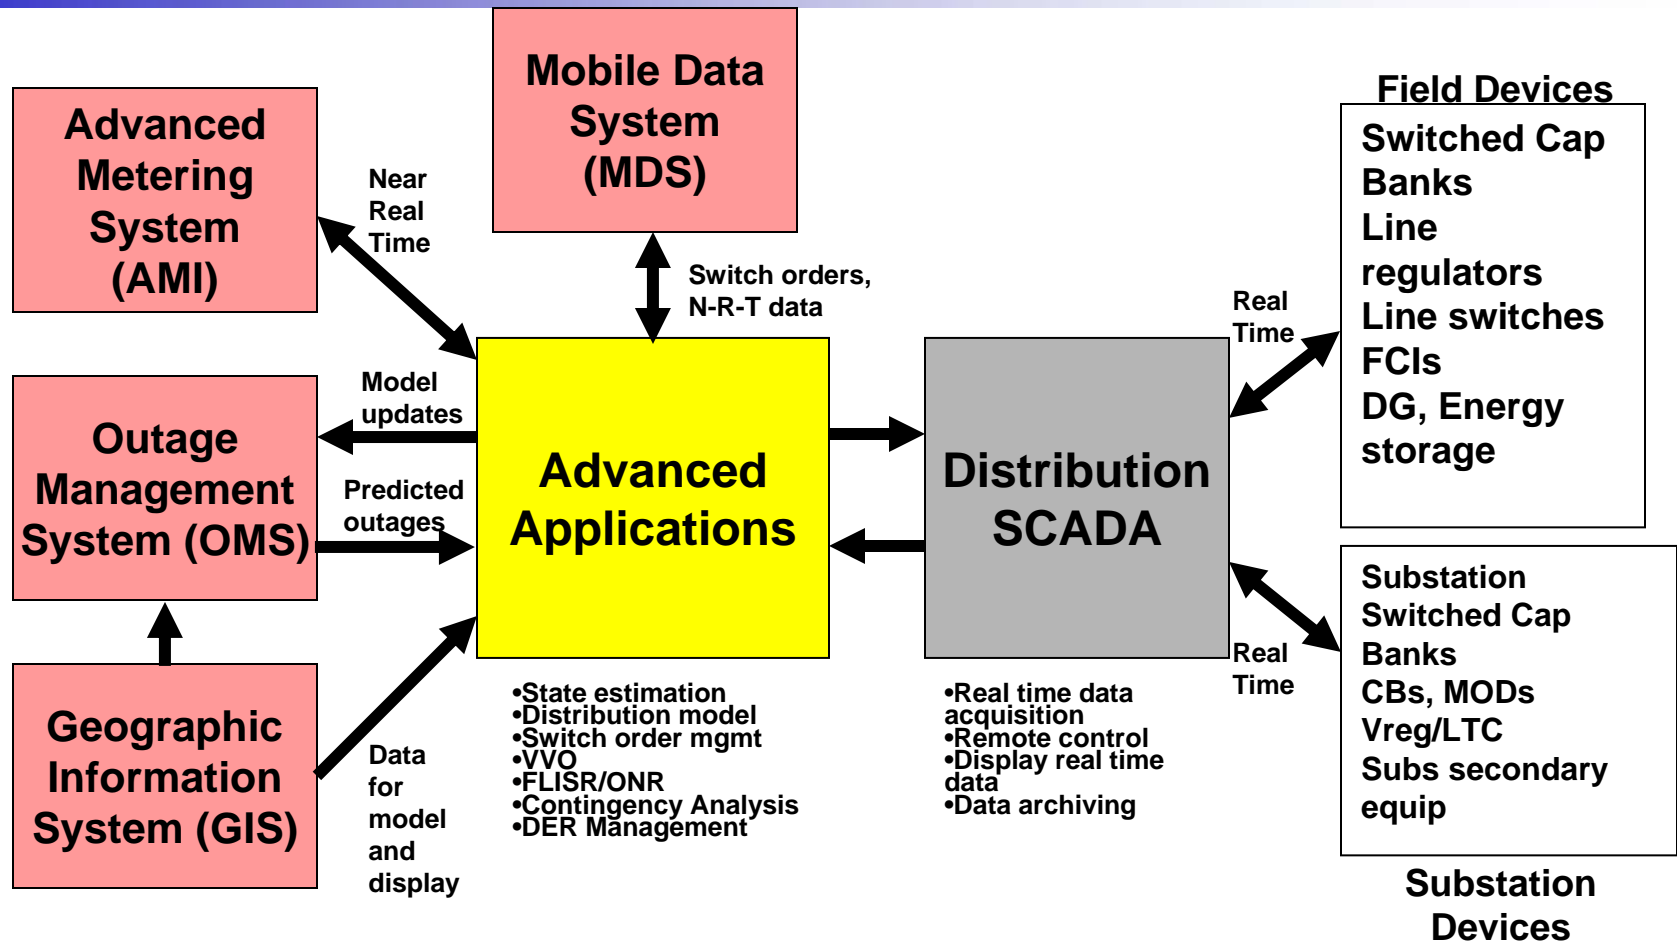 Advanced
Metering
System
(AMI)
Near
Real
Time
Mobile Data
System
(MDS)
Switch orders,
N-R-T data
Outage
Management
System (OMS)
Model
updates
Predicted
outages
Geographic
Information
System (GIS)
Data
for
model
and
display
Advanced
Applications
•State estimation
•Distribution model
•Switch order mgmt
•VVO
•FLISR/ONR
•Contingency Analysis
•DER Management
Distribution
SCADA
•Real time data
acquisition
•Remote control
•Display real time
data
•Data archiving
Real
Time
Real
Time
Field Devices
Switched Cap
Banks
Line
regulators
Line switches
FCIs
DG, Energy
storage
Substation
Switched Cap
Banks
CBs, MODs
Vreg/LTC
Subs secondary
equip
Substation
Devices